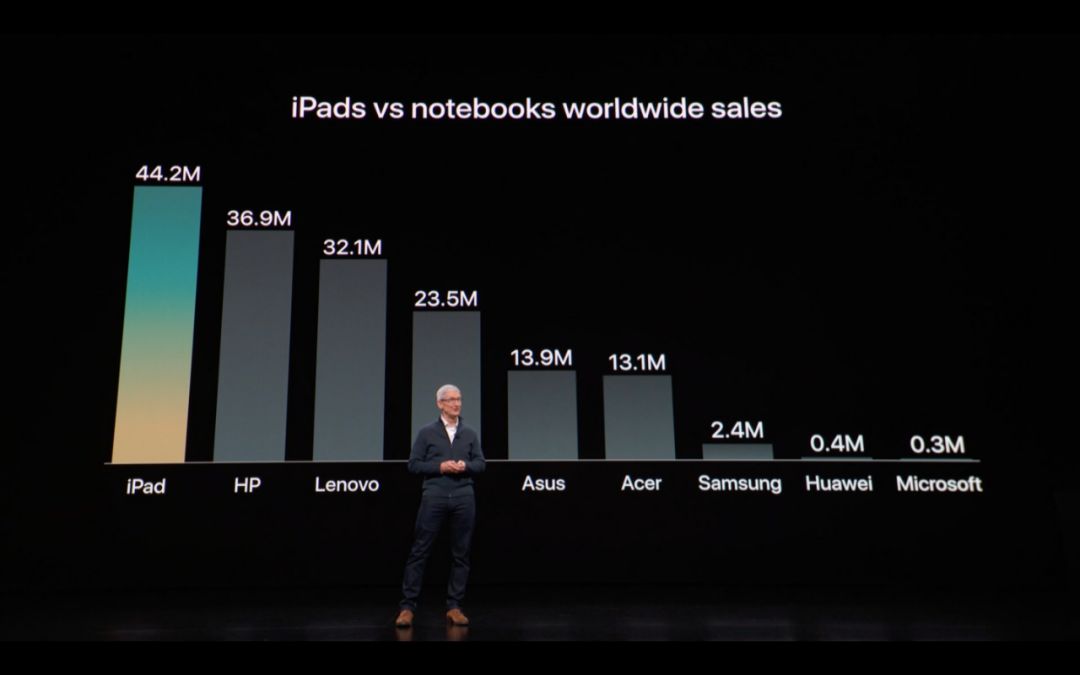 iPads vs notebooks worldwide sales
44.2M
36.9M
32.1M
23.5M
13.9M
13.1M
2.4M
0.4M
0.3M
iPad
HP
Lenovo
Asus
Acer
Samsung
Huawei
Microsoft